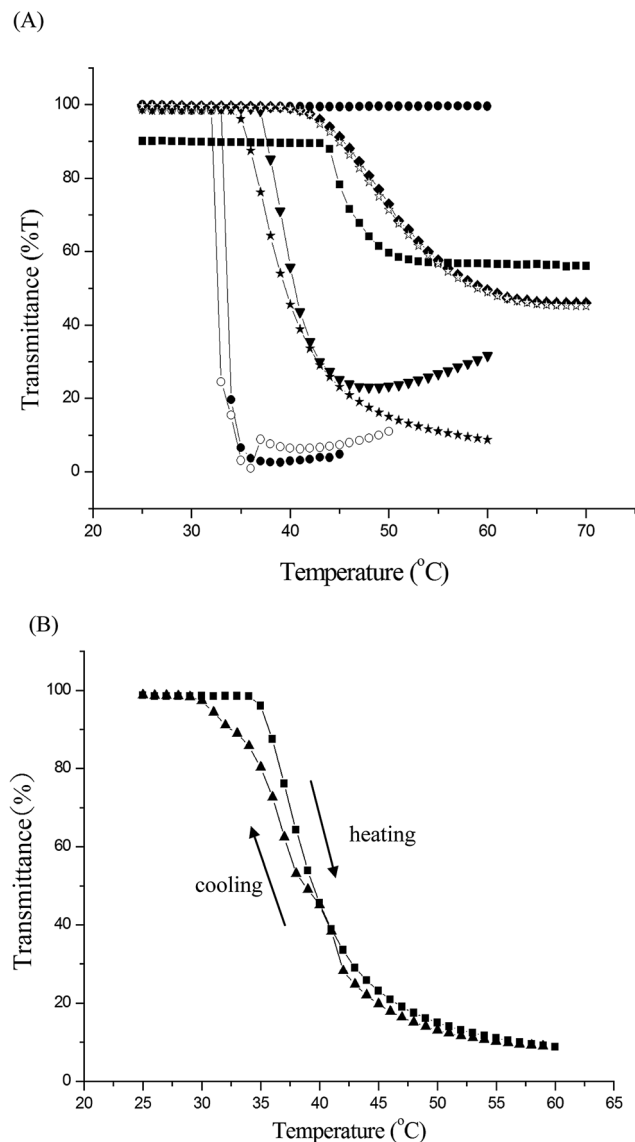 (A)
100
80
60
40
20
0
Transmittance (%T)
20 30 40 50 60 70
Temperature (°C)
(B)
100
80
60
40
20
0
Transmittance (%)
heating
cooling
20 25 30 35 40 45 50 55 60 65
Temperature (°C)